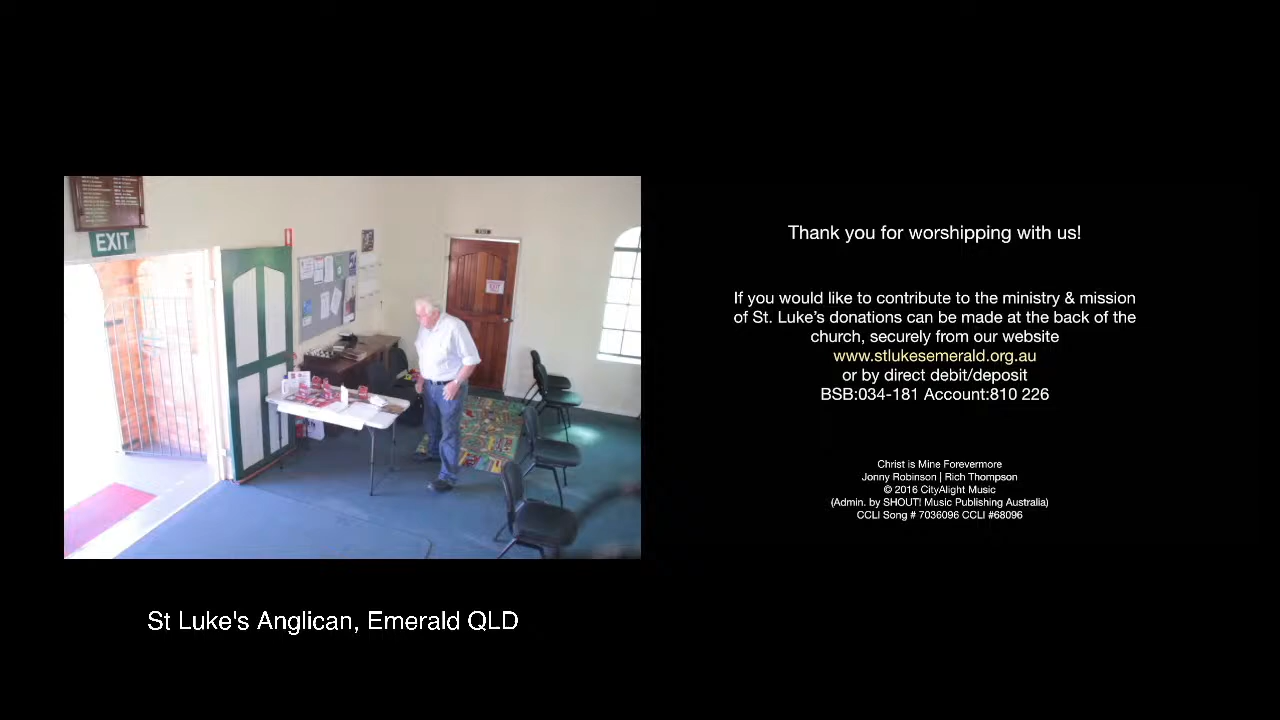 EXIT
Thank you for worshipping with us!
If you would like to contribute to the ministry & mission
of St. Luke's donations can be made at the back of the
church, securely from our website
www.stlukesemerald.org.au
or by direct debit/deposit
BSB:034-181 Account:810 226
Christ is Mine Forevermore
Jonny Robinson | Rich Thompson
© 2016 CityAlight Music
(Admin. by SHOUT! Music Publishing Australia)
CCLI Song # 7036096 CCLI #68096
St Luke's Anglican, Emerald QLD